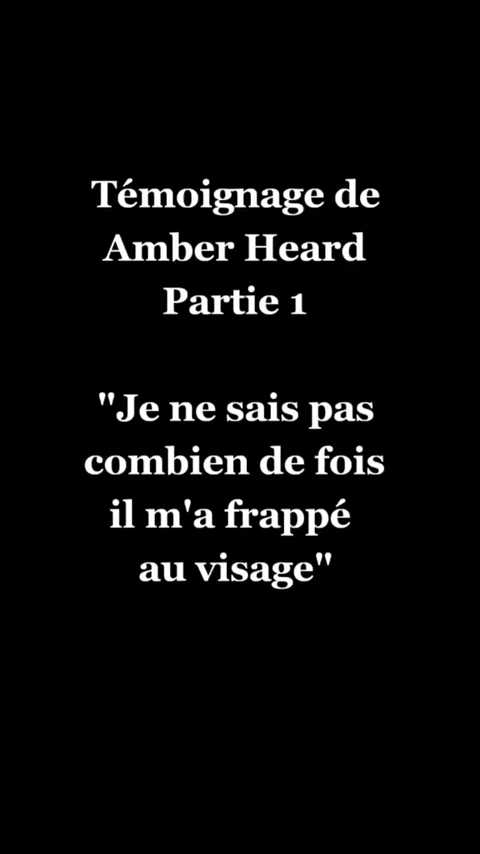 Témoignage de
Amber Heard
Partie 1
"Je ne sais pas
combien de fois
il m'a frappé
au visage"